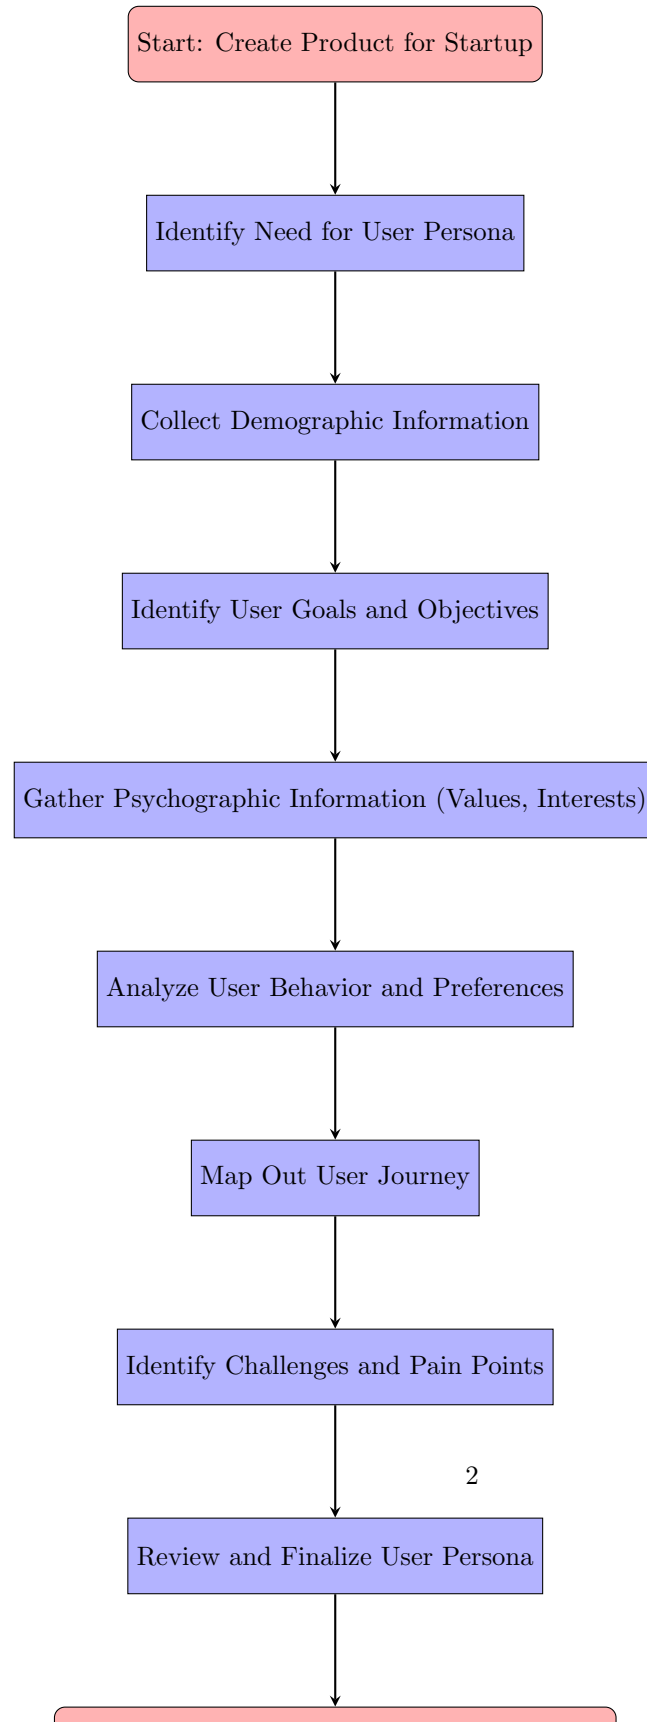 Start: Create Product for Startup
Identify Need for User Persona
Collect Demographic Information
Identify User Goals and Objectives
Gather Psychographic Information (Values, Interests)
Analyze User Behavior and Preferences
Map Out User Journey
Identify Challenges and Pain Points
2
Review and Finalize User Persona